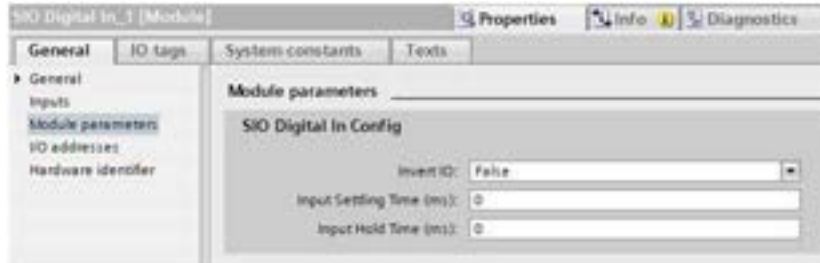 SIO Digital In_1 [Module]
Properties Info Diagnostics
General IO tags System constants Texts
General
Inputs
Module parameters
I/O addresses
Hardware identifier
Module parameters
SIO Digital In Config
Invert IO: False
Input Settling Time (ms): 0
Input Hold Time (ms): 0